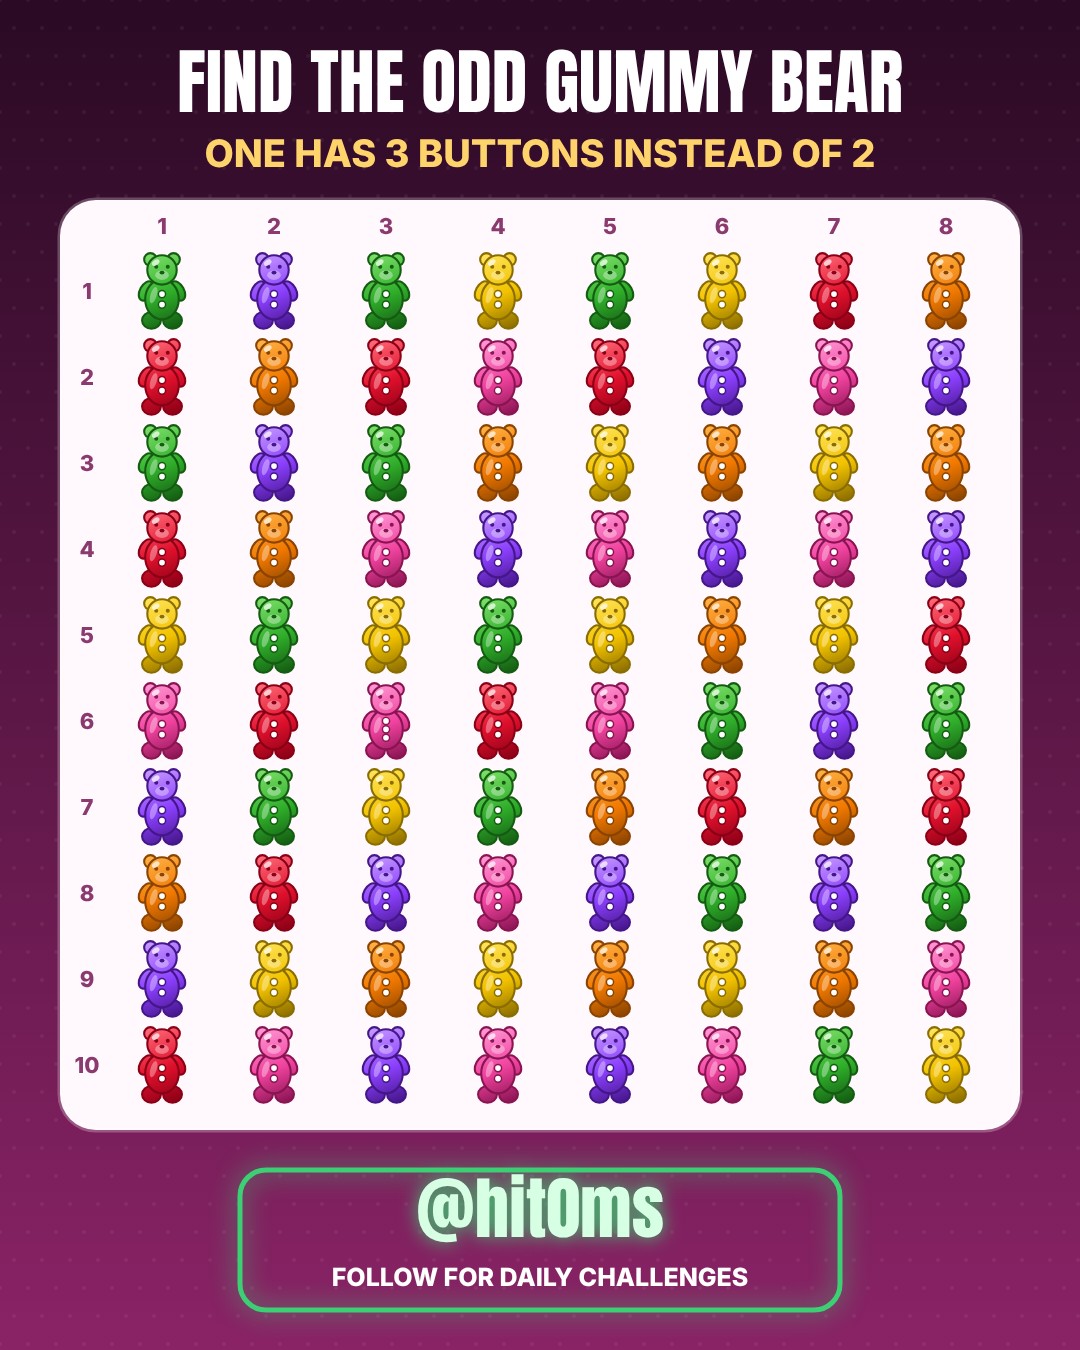 FIND THE ODD GUMMY BEAR
ONE HAS 3 BUTTONS INSTEAD OF 2
1 2 3 4 5 6 7 8
1
2
3
4
5
6
7
8
9
10
@hit0ms
FOLLOW FOR DAILY CHALLENGES